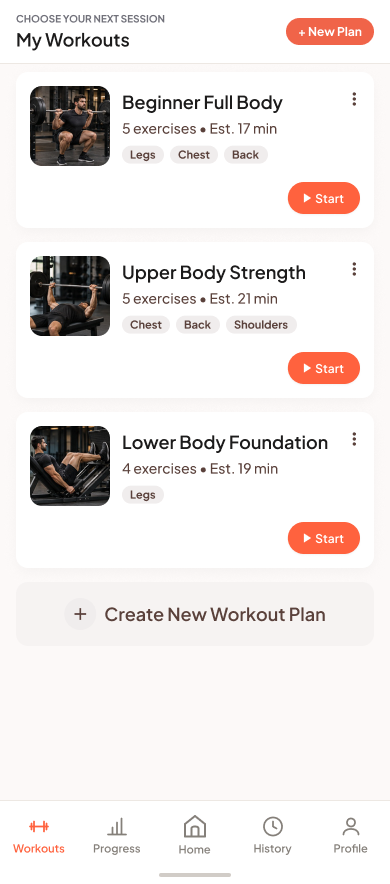 CHOOSE YOUR NEXT SESSION
My Workouts
+ New Plan
Beginner Full Body
5 exercises • Est. 17 min
Legs Chest Back
Start
Upper Body Strength
5 exercises • Est. 21 min
Chest Back Shoulders
Start
Lower Body Foundation
4 exercises • Est. 19 min
Legs
Start
+ Create New Workout Plan
Workouts Progress Home History Profile